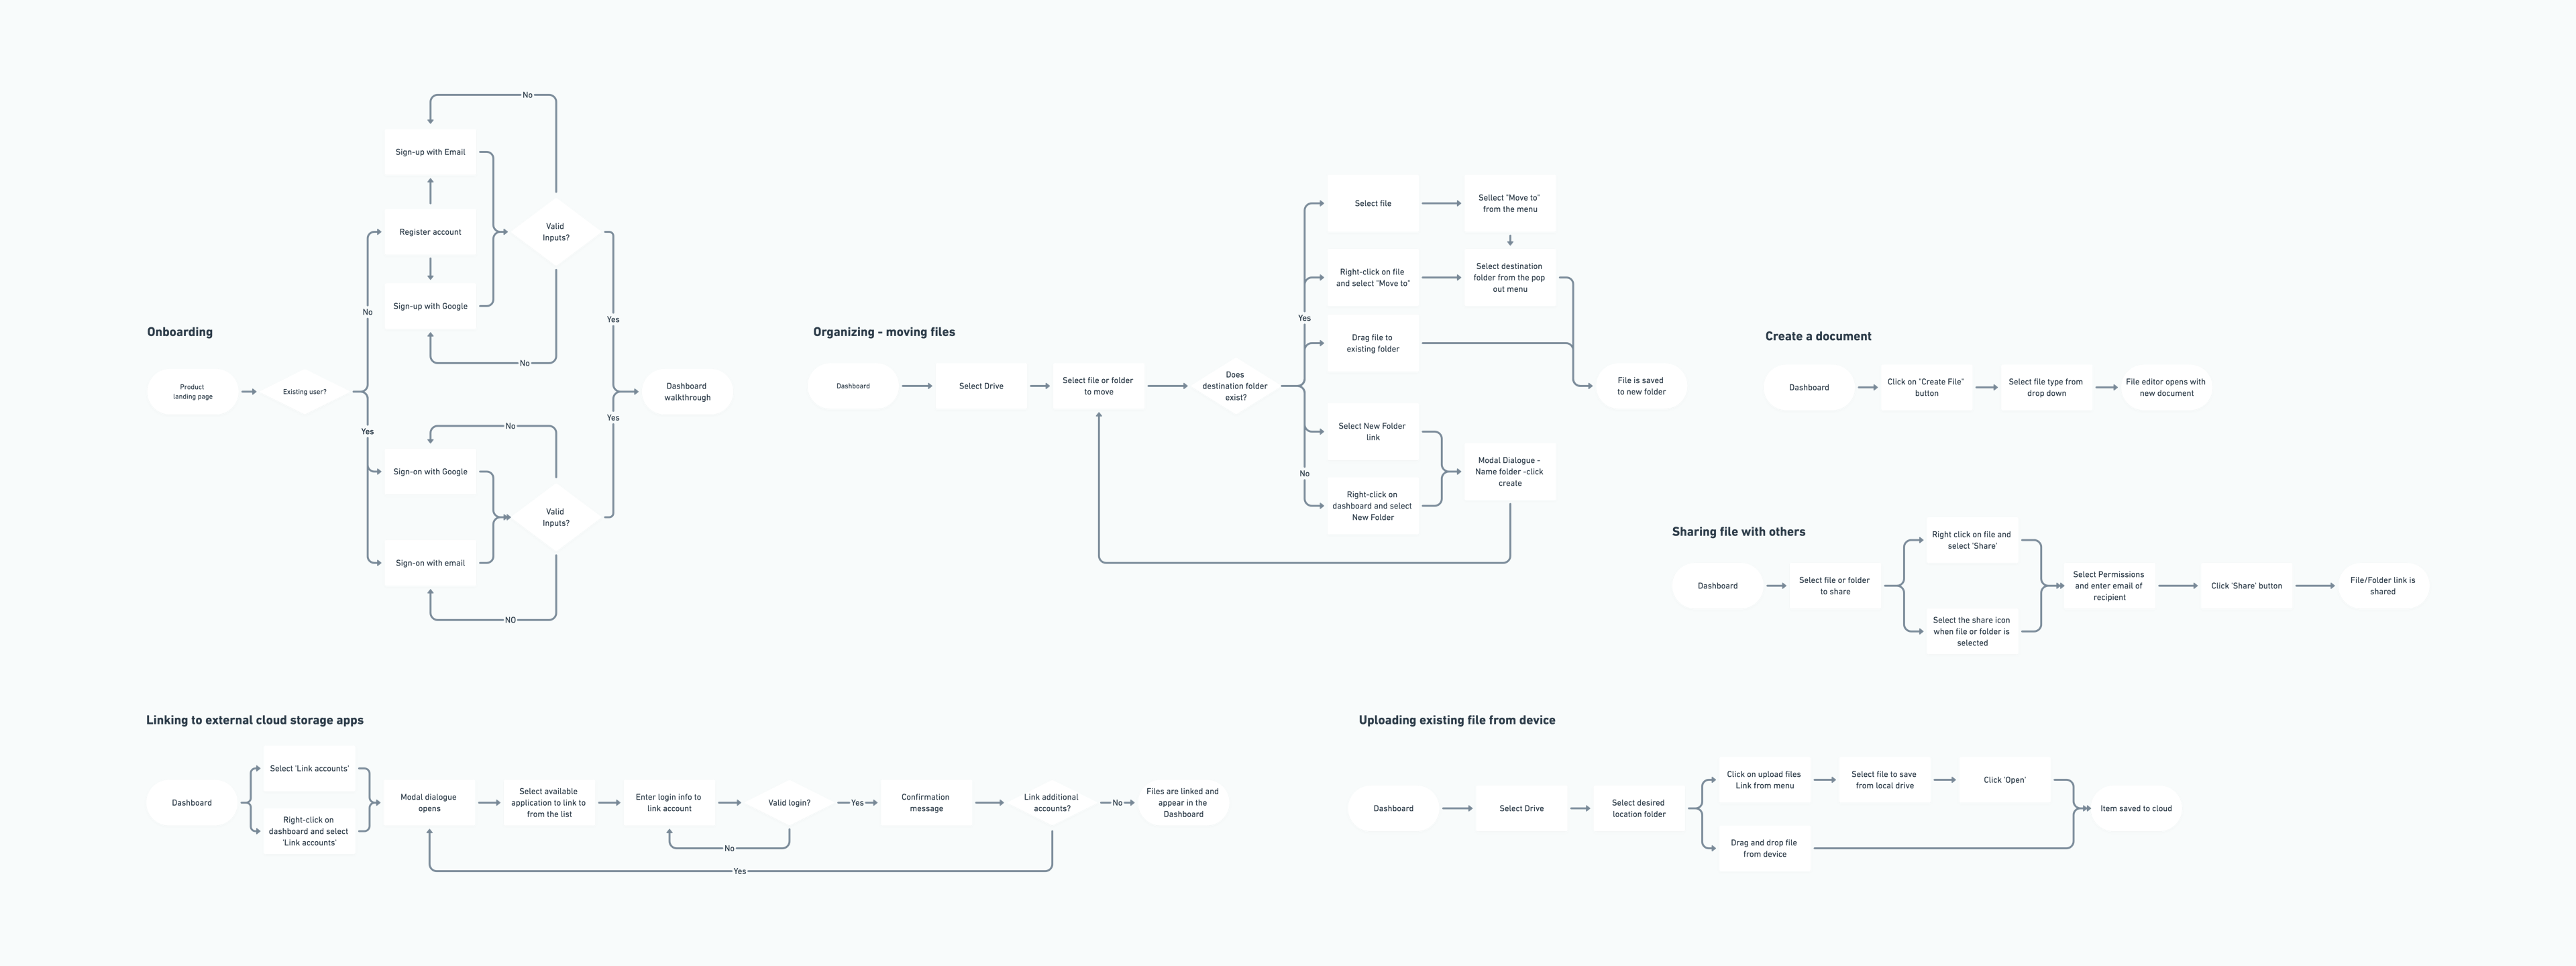 Onboarding
Product
landing page
Existing user?
No
Yes
No
Sign-up with Email
Register account
Sign-up with Google
Valid
Inputs?
No
Yes
No
Sign-on with Google
Sign-on with email
Valid
Inputs?
NO
Yes
Dashboard
walkthrough
Organizing - moving files
Dashboard
Select Drive
Select file or folder
to move
Does
destination folder
exist?
Yes
No
Select file
Sellect "Move to"
from the menu
Right-click on file
and select "Move to"
Select destination
folder from the pop
out menu
Drag file to
existing folder
File is saved
to new folder
Select New Folder
link
Right-click on
dashboard and select
New Folder
Modal Dialogue -
Name folder -click
create
Create a document
Dashboard
Click on "Create File"
button
Select file type from
drop down
File editor opens with
new document
Sharing file with others
Dashboard
Select file or folder
to share
Right click on file and
select 'Share'
Select the share icon
when file or folder is
selected
Select Permissions
and enter email of
recipient
Click 'Share' button
File/Folder link is
shared
Linking to external cloud storage apps
Dashboard
Select 'Link accounts'
Right-click on
dashboard and select
'Link accounts'
Modal dialogue
opens
Select available
application to link to
from the list
Enter login info to
link account
Valid login?
No
Yes
Confirmation
message
Link additional
accounts?
Yes
No
Files are linked and
appear in the
Dashboard
Uploading existing file from device
Dashboard
Select Drive
Select desired
location folder
Click on upload files
Link from menu
Select file to save
from local drive
Click 'Open'
Drag and drop file
from device
Item saved to cloud